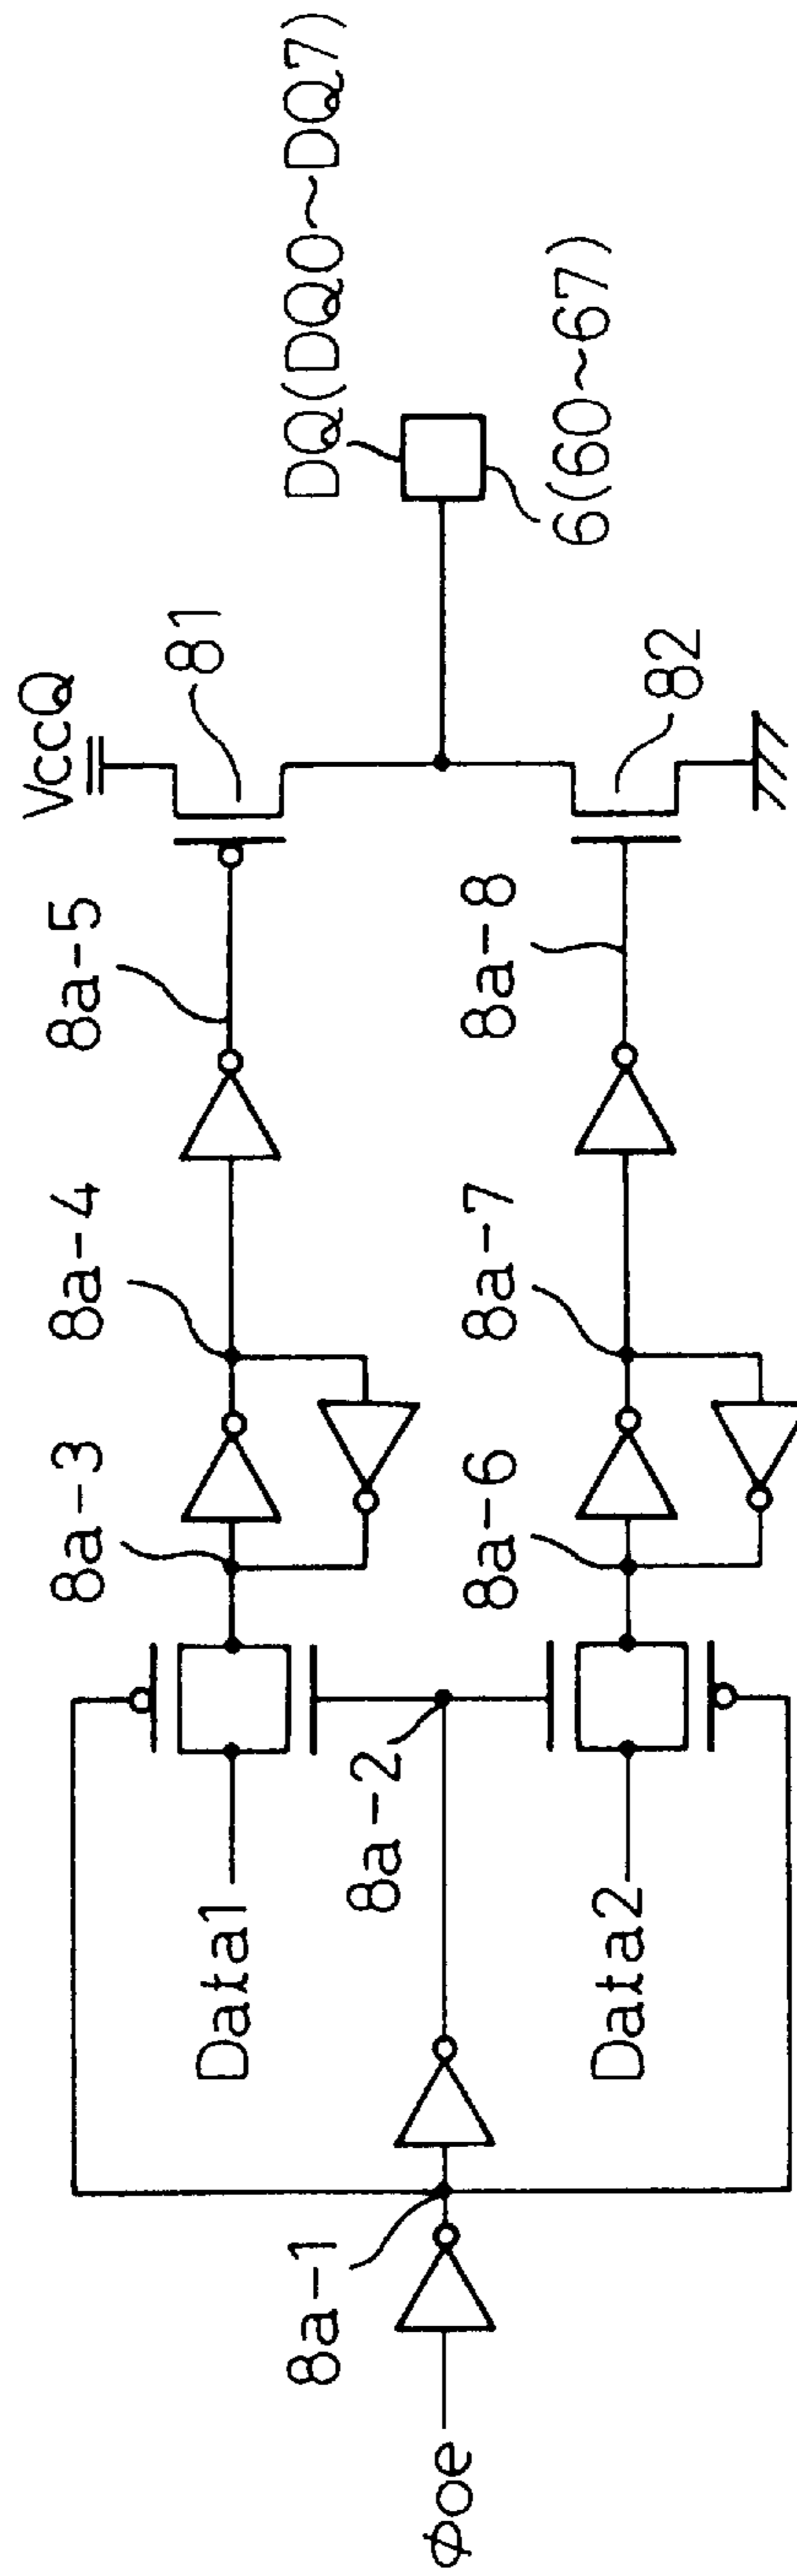 VccQ
DQ(DQ0~DQ7)
8a-3
8a-4
8a-5
81
Data1
6(60~67)
8a-1
8a-2
Φoe
Data2
8a-6
8a-7
8a-8
82